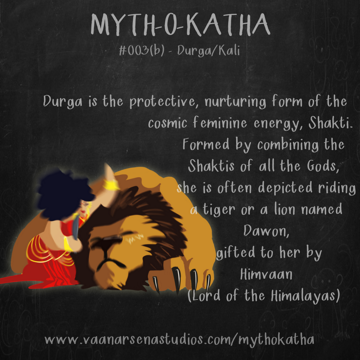 MYTH-O-KATHA
#003(b) - Durga/Kali
Durga is the protective, nurturing form of the
cosmic feminine energy, Shakti.
Formed by combining the
Shaktis of all the Gods,
she is often depicted riding
a tiger or a lion named
Dawon,
gifted to her by
Himvaan
(Lord of the Himalayas)
www.vaanarsenastudios.com/mythokatha